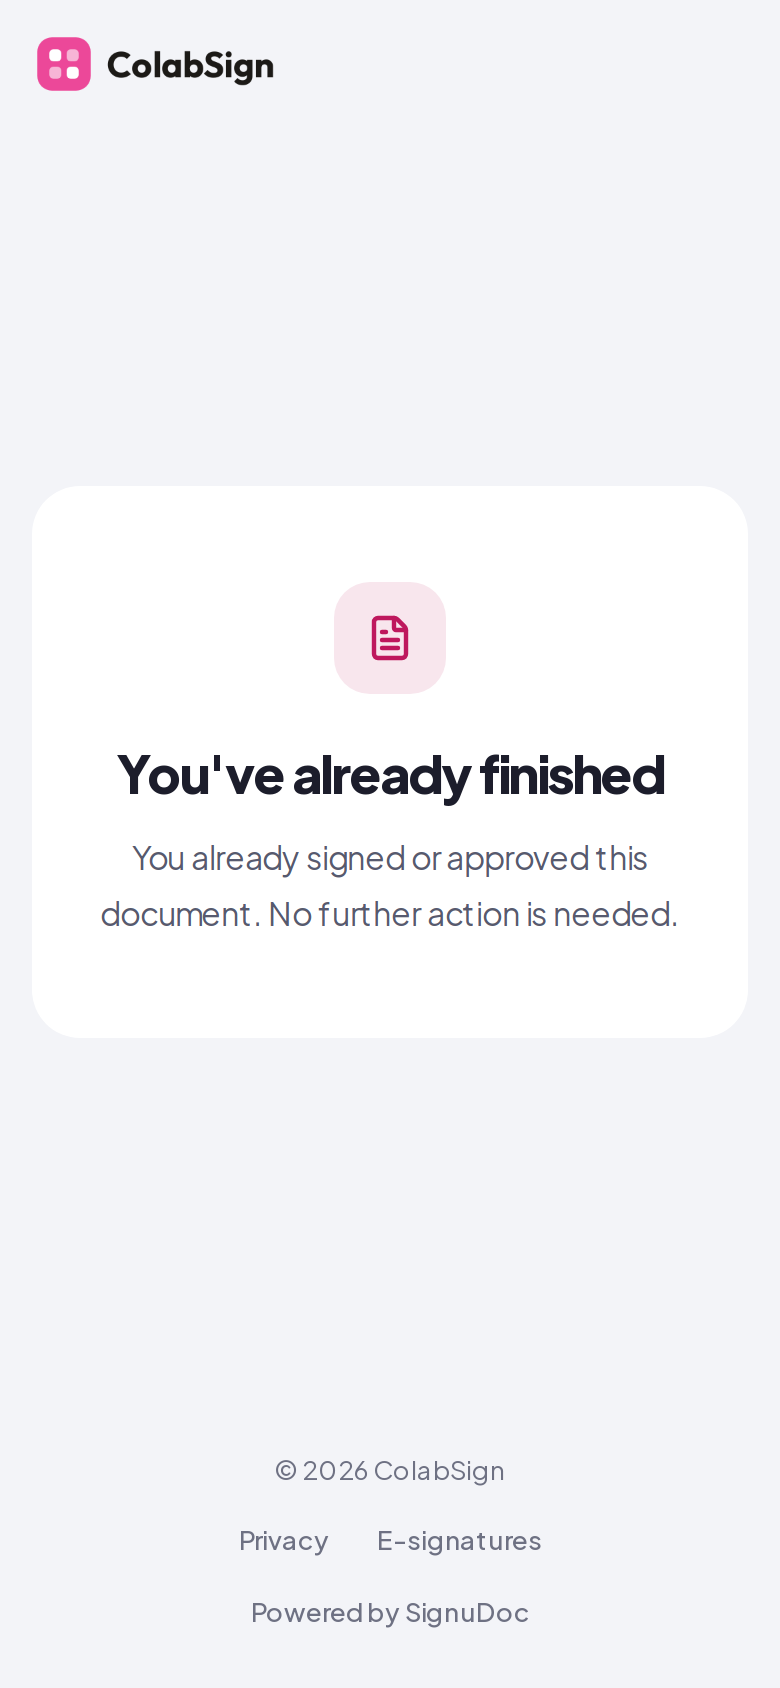 ColabSign
You've already finished
You already signed or approved this
document. No further action is needed.
© 2026 ColabSign
Privacy E-signatures
Powered by SignuDoc